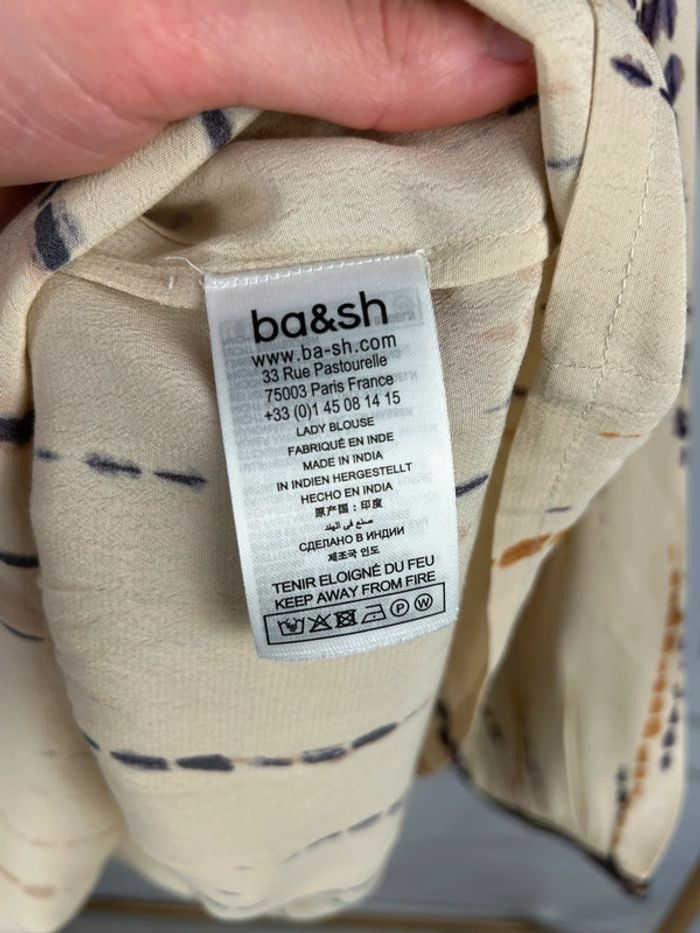 ba&sh
www.ba-sh.com
33 Rue Pastourelle
75003 Paris France
+33 (0)1 45 08 14 15
LADY BLOUSE
FABRIQUÉ EN INDE
MADE IN INDIA
IN INDIEN HERGESTELLT
HECHO EN INDIA
原产国：印度
صنع في الهند
СДЕЛАНО В ИНДИИ
제조국 인도
TENIR ELOIGNÉ DU FEU
KEEP AWAY FROM FIRE
P W